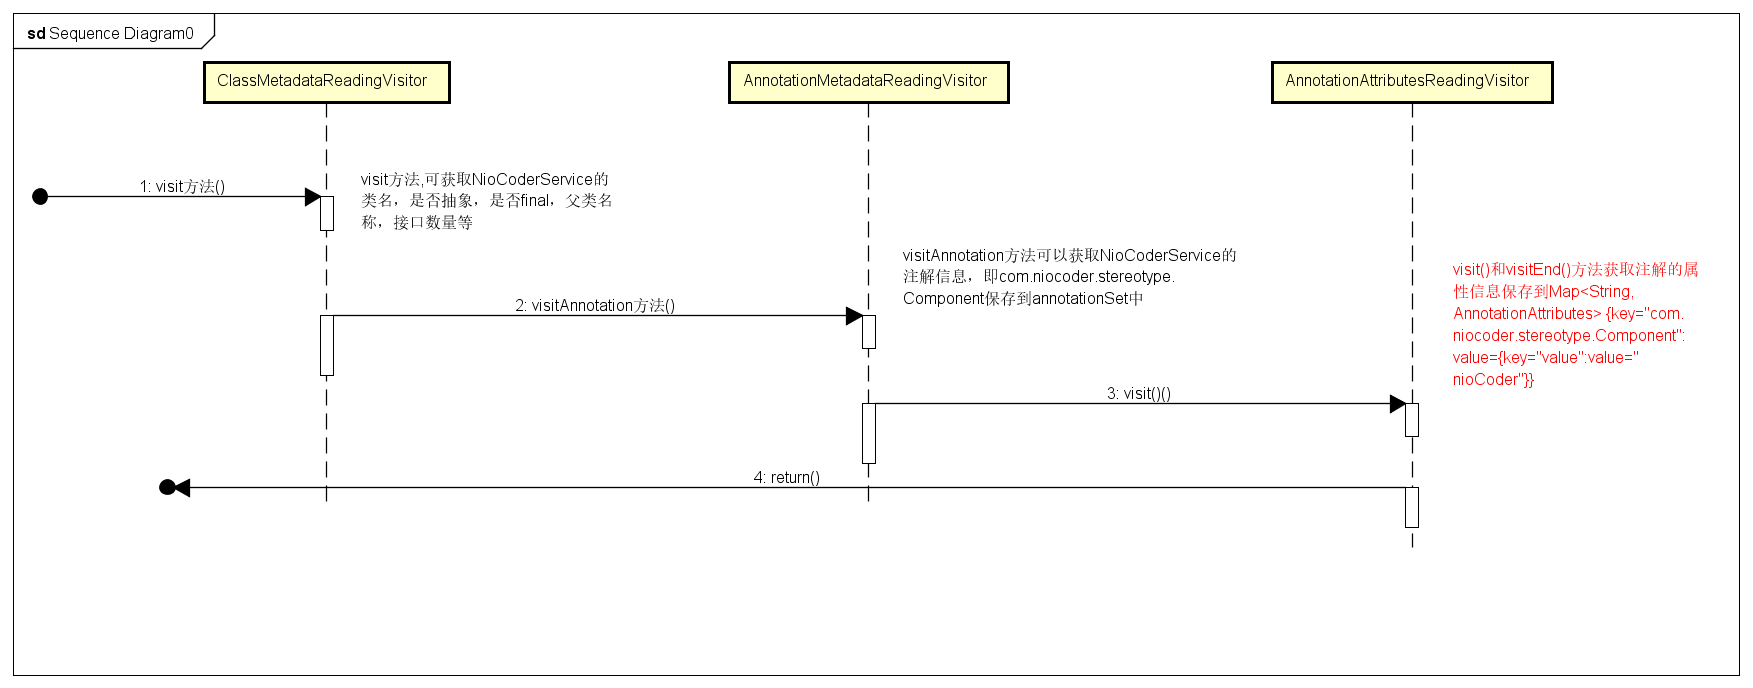 sd Sequence Diagram0
ClassMetadataReadingVisitor
AnnotationMetadataReadingVisitor
AnnotationAttributesReadingVisitor
1: visit方法()
visit方法,可获取NioCoderService的
类名，是否抽象，是否final，父类名
称，接口数量等
visitAnnotation方法可以获取NioCoderService的
注解信息，即com.niocoder.stereotype.
Component保存到annotationSet中
visit()和visitEnd()方法获取注解的属
性信息保存到Map<String,
AnnotationAttributes> {key="com.
niocoder.stereotype.Component":
value={key="value":value="
nioCoder"}}
2: visitAnnotation方法()
3: visit()()
4: return()